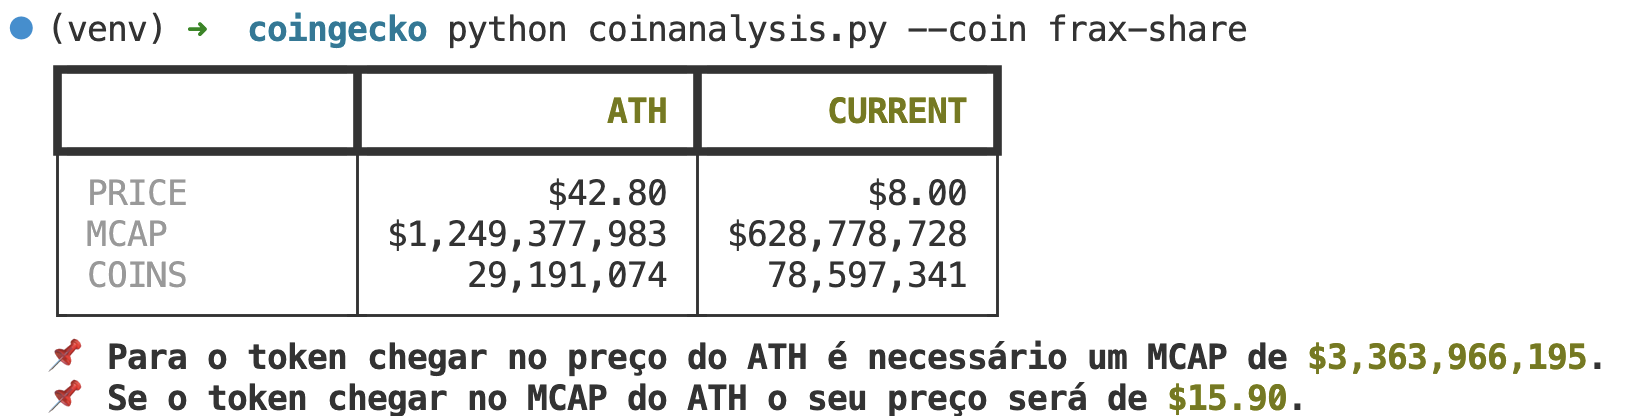 (venv) → coingecko python coinanalysis.py --coin frax-share
ATH CURRENT
PRICE $42.80 $8.00
MCAP $1,249,377,983 $628,778,728
COINS 29,191,074 78,597,341
📌 Para o token chegar no preço do ATH é necessário um MCAP de $3,363,966,195.
📌 Se o token chegar no MCAP do ATH o seu preço será de $15.90.